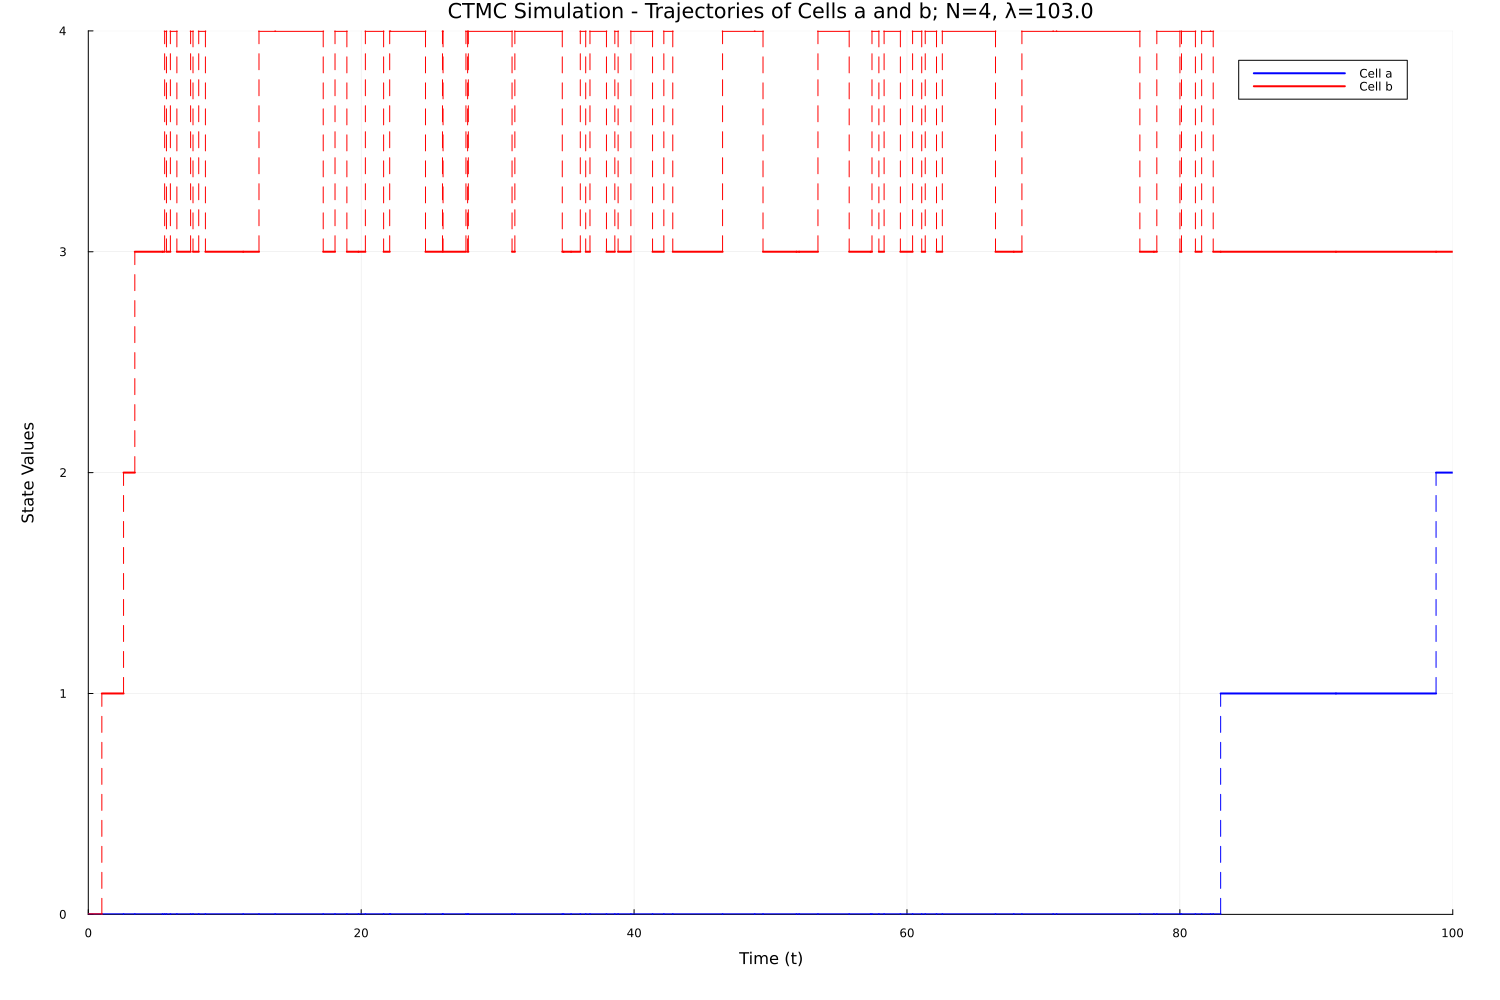 CTMC Simulation - Trajectories of Cells a and b; N=4, λ=103.0
4
Cell a
Cell b
3
State Values
2
1
0
0 20 40 60 80 100
Time (t)